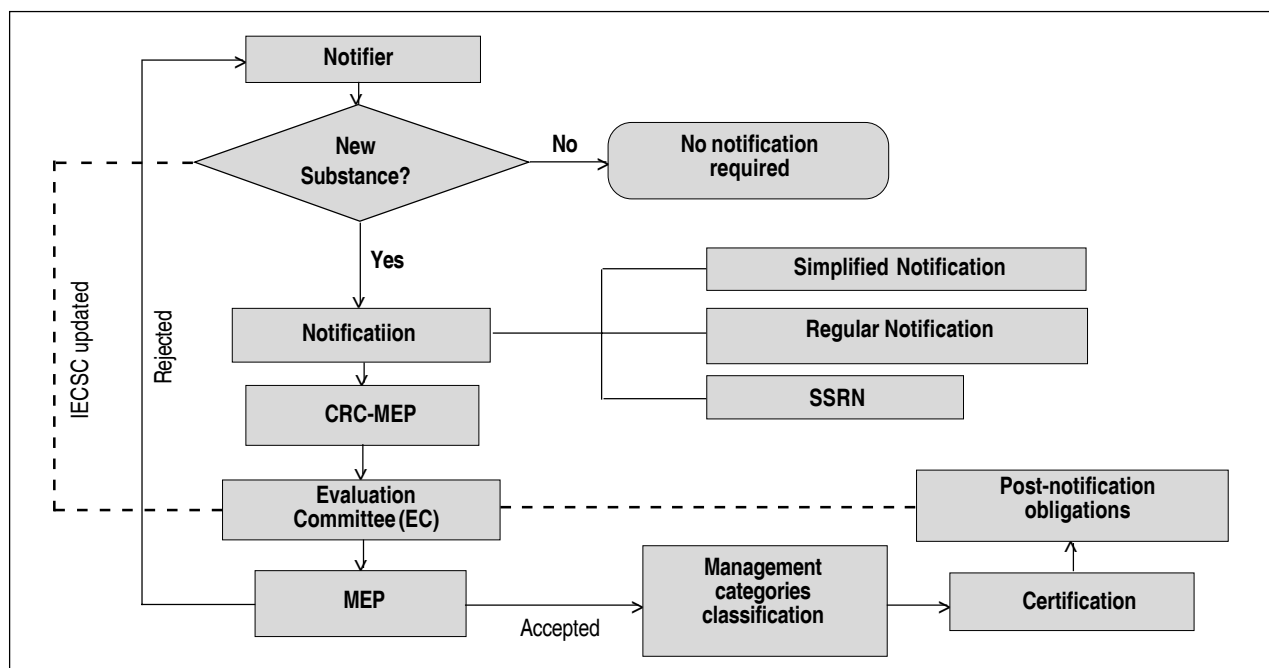 Notifier
New
Substance?
No
No notification
required
Yes
Simplified Notification
Notificatiion
Regular Notification
SSRN
CRC-MEP
IECSC updated
Rejected
Evaluation
Committee (EC)
Post-notification
obligations
MEP
Accepted
Management
categories
classification
Certification